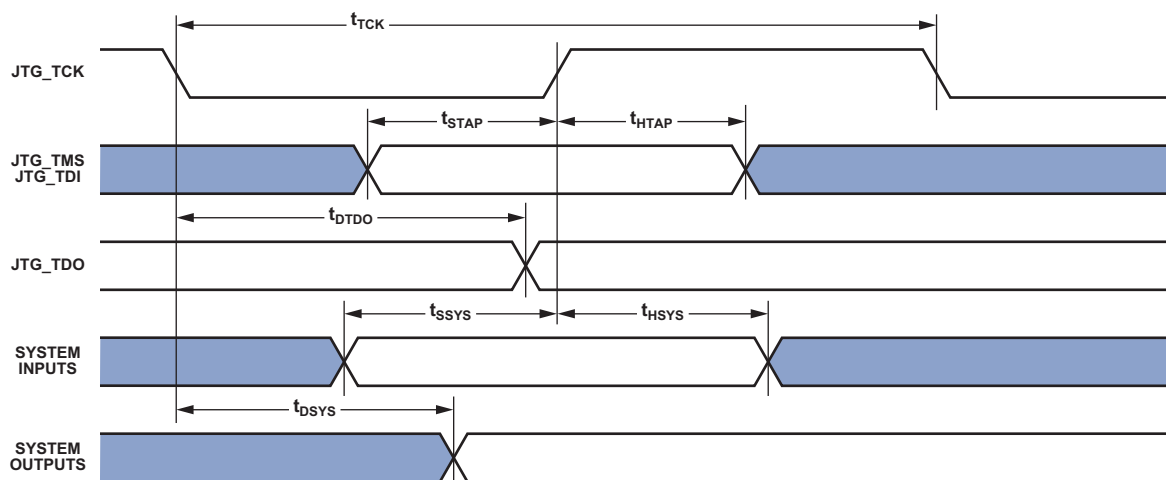 tTCK
JTG_TCK
tSTAP
tHTAP
JTG_TMS
JTG_TDI
tDTDO
JTG_TDO
tSSYS
tHSYS
SYSTEM
INPUTS
tDSYS
SYSTEM
OUTPUTS